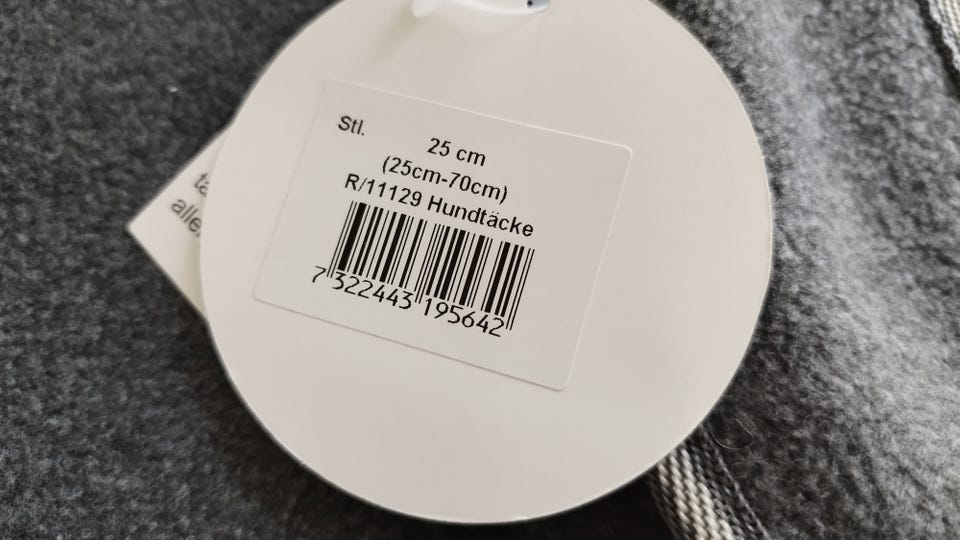 Stl.
25 cm
(25cm-70cm)
R/11129 Hundtäcke
7 322443 195642